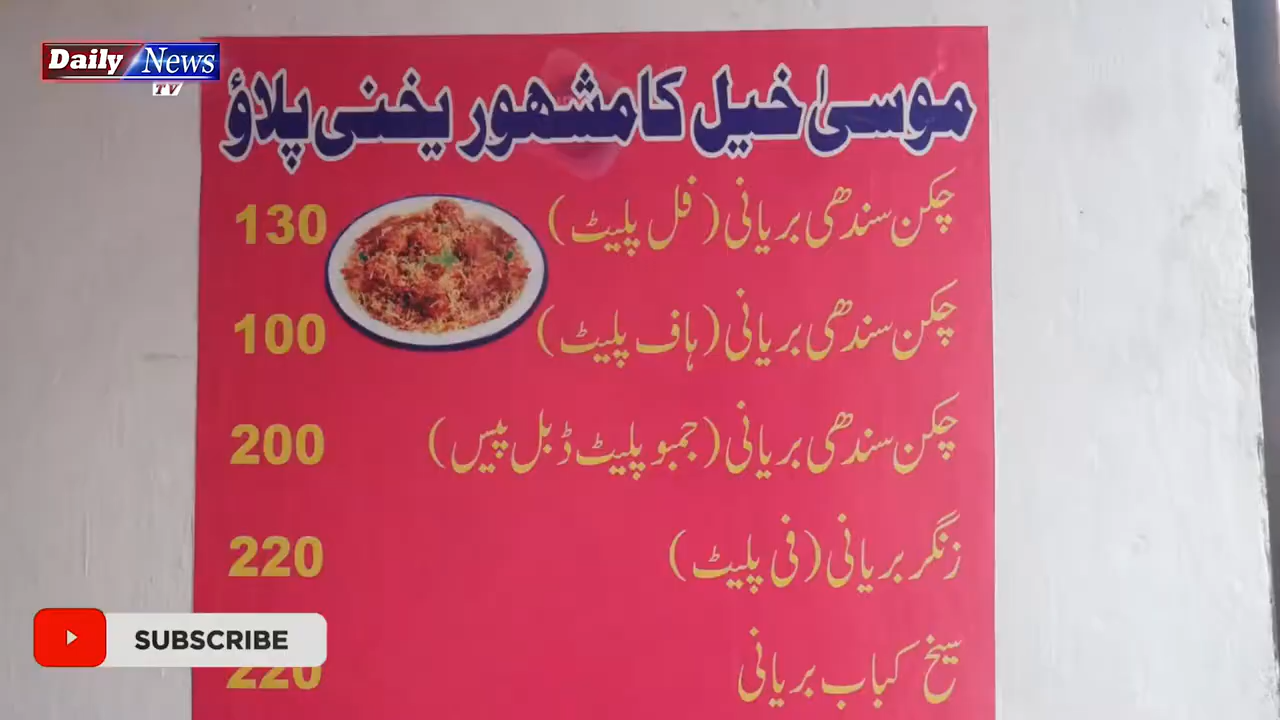 Daily News
TV
موسیٰ خیل کا مشہور یخنی پلاؤ
چکن سندھی بریانی (فل پلیٹ) 130
چکن سندھی بریانی (ہاف پلیٹ) 100
چکن سندھی بریانی (جمبو پلیٹ ڈبل پیس) 200
زنگر بریانی (فی پلیٹ) 220
سیخ کباب بریانی 220
SUBSCRIBE